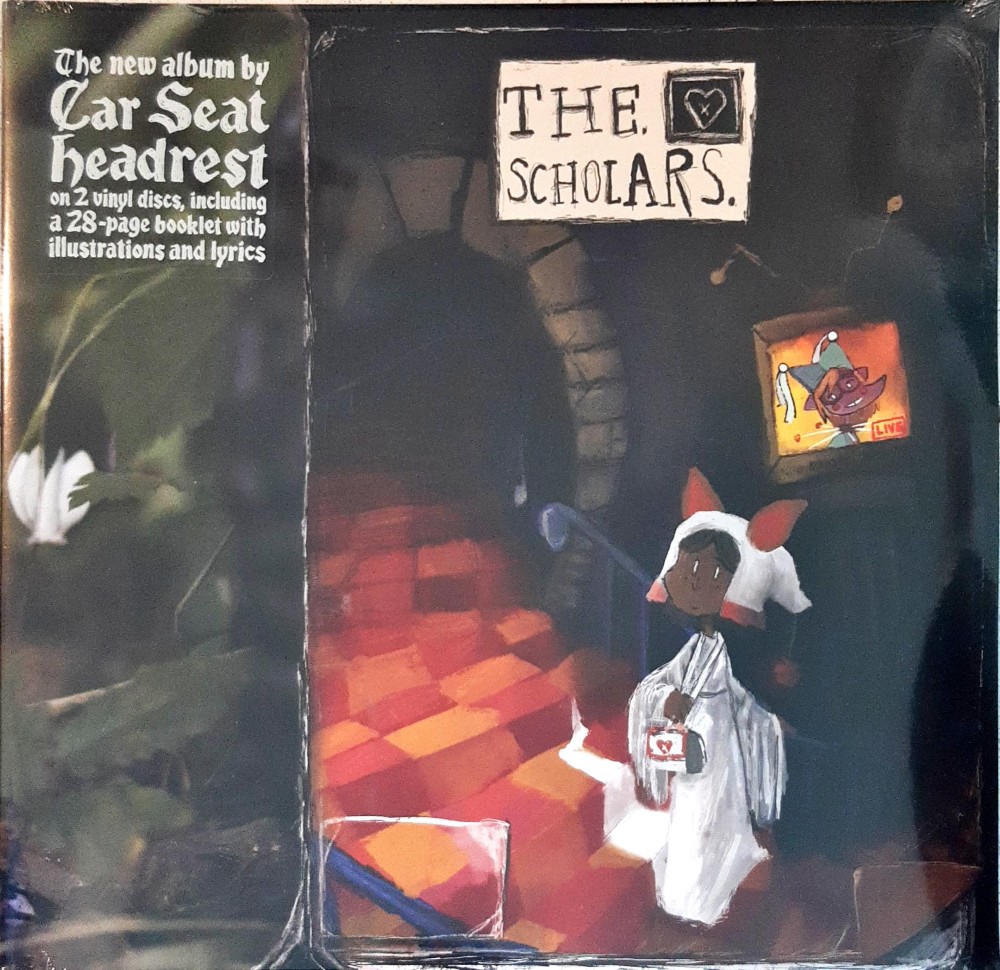 The new album by
Car Seat
headrest
on 2 vinyl discs, including
a 28-page booklet with
illustrations and lyrics
THE.
SCHOLARS.
LIVE